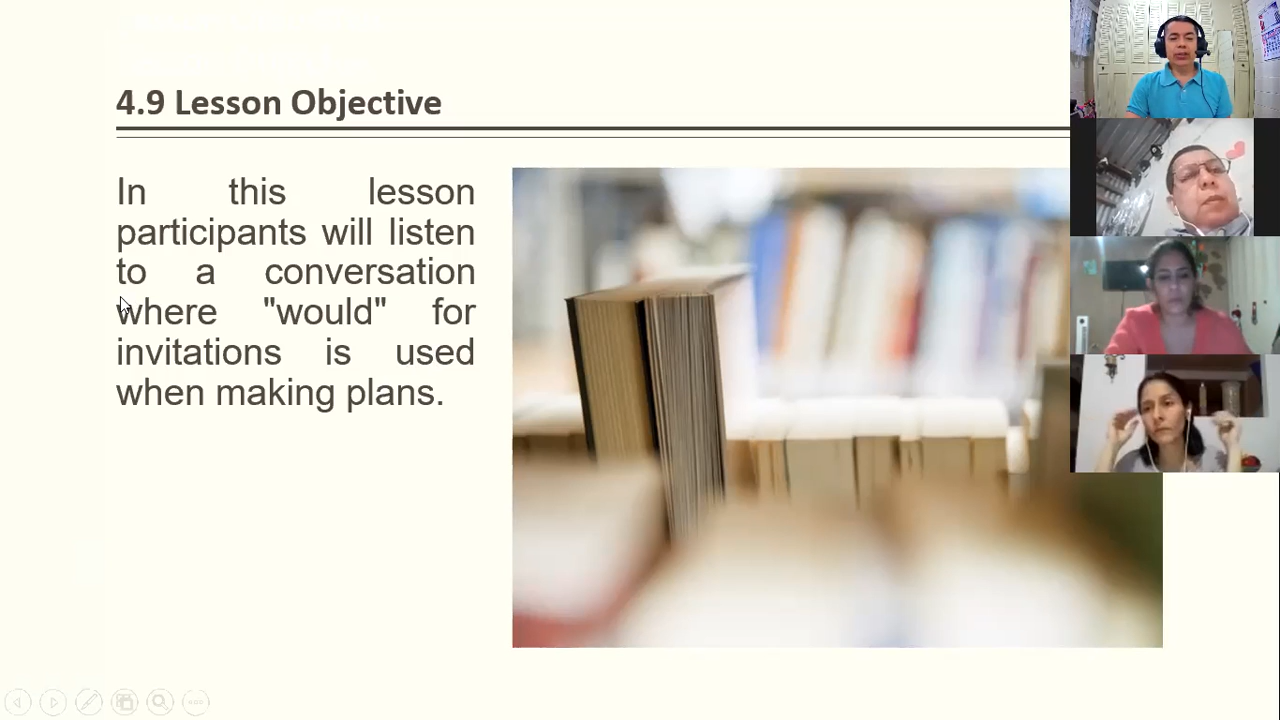 4.9 Lesson Objective
In this lesson
participants will listen
to a conversation
where "would" for
invitations is used
when making plans.